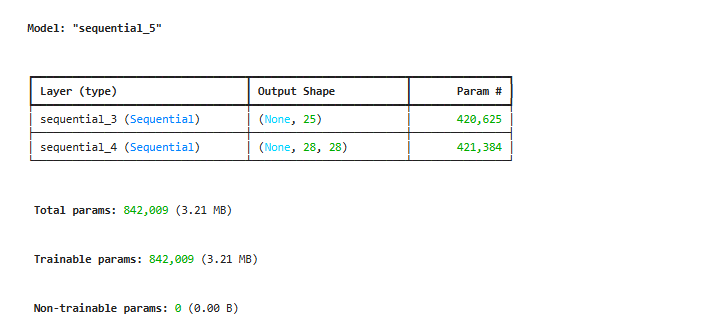 Model: "sequential_5"
Layer (type) Output Shape Param #
sequential_3 (Sequential) (None, 25) 420,625
sequential_4 (Sequential) (None, 28, 28) 421,384
Total params: 842,009 (3.21 MB)
Trainable params: 842,009 (3.21 MB)
Non-trainable params: 0 (0.00 B)